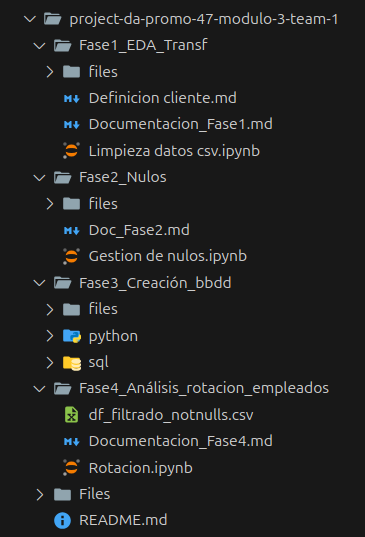 project-da-promo-47-modulo-3-team-1
Fase1_EDA_Transf
files
Definicion cliente.md
Documentacion_Fase1.md
Limpieza datos csv.ipynb
Fase2_Nulos
files
Doc_Fase2.md
Gestion de nulos.ipynb
Fase3_Creación_bbdd
files
python
sql
Fase4_Análisis_rotacion_empleados
df_filtrado_notnulls.csv
Documentacion_Fase4.md
Rotacion.ipynb
Files
README.md